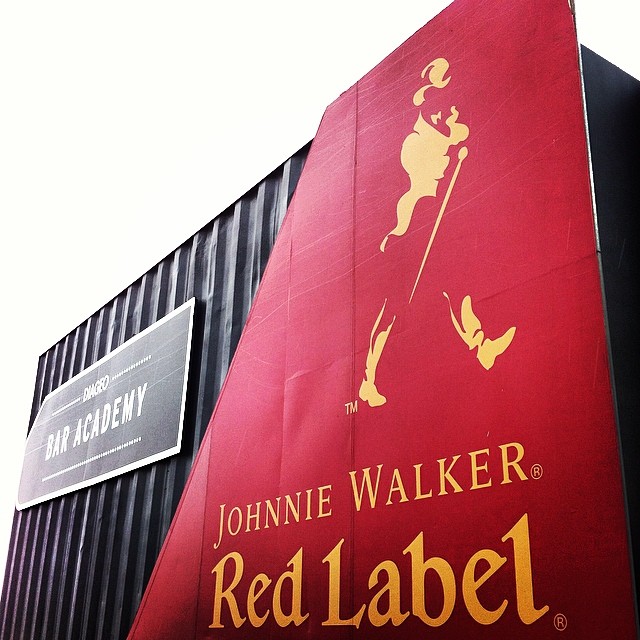 DIAGEO
BAR ACADEMY
TM
JOHNNIE WALKER®
Red Label®